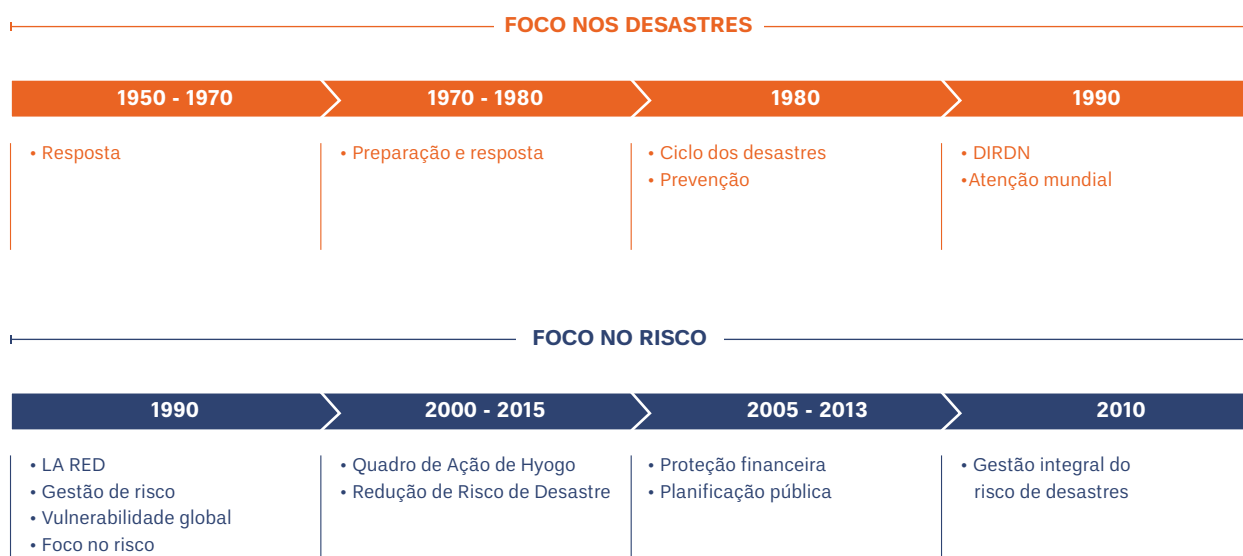 FOCO NOS DESASTRES
1950 - 1970
1970 - 1980
1980
1990
• Resposta
• Preparação e resposta
• Ciclo dos desastres
• Prevenção
• DIRDN
•Atenção mundial
FOCO NO RISCO
1990
2000 - 2015
2005 - 2013
2010
• LA RED
• Gestão de risco
• Vulnerabilidade global
• Foco no risco
• Quadro de Ação de Hyogo
• Redução de Risco de Desastre
• Proteção financeira
• Planificação pública
• Gestão integral do
risco de desastres